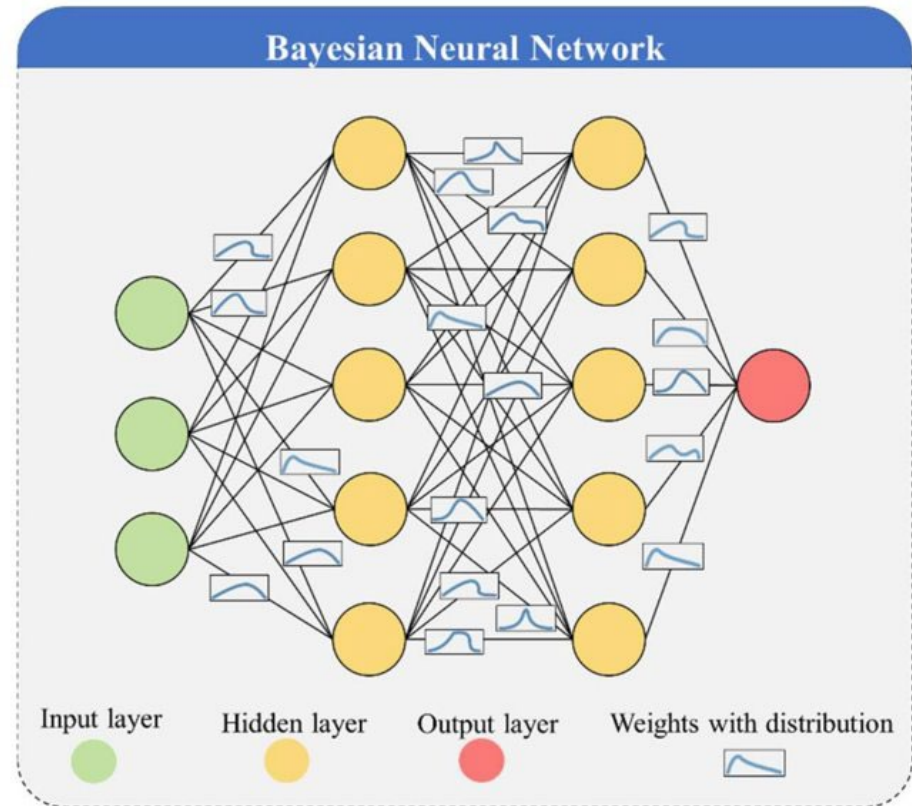 Bayesian Neural Network
Input layer
Hidden layer
Output layer
Weights with distribution